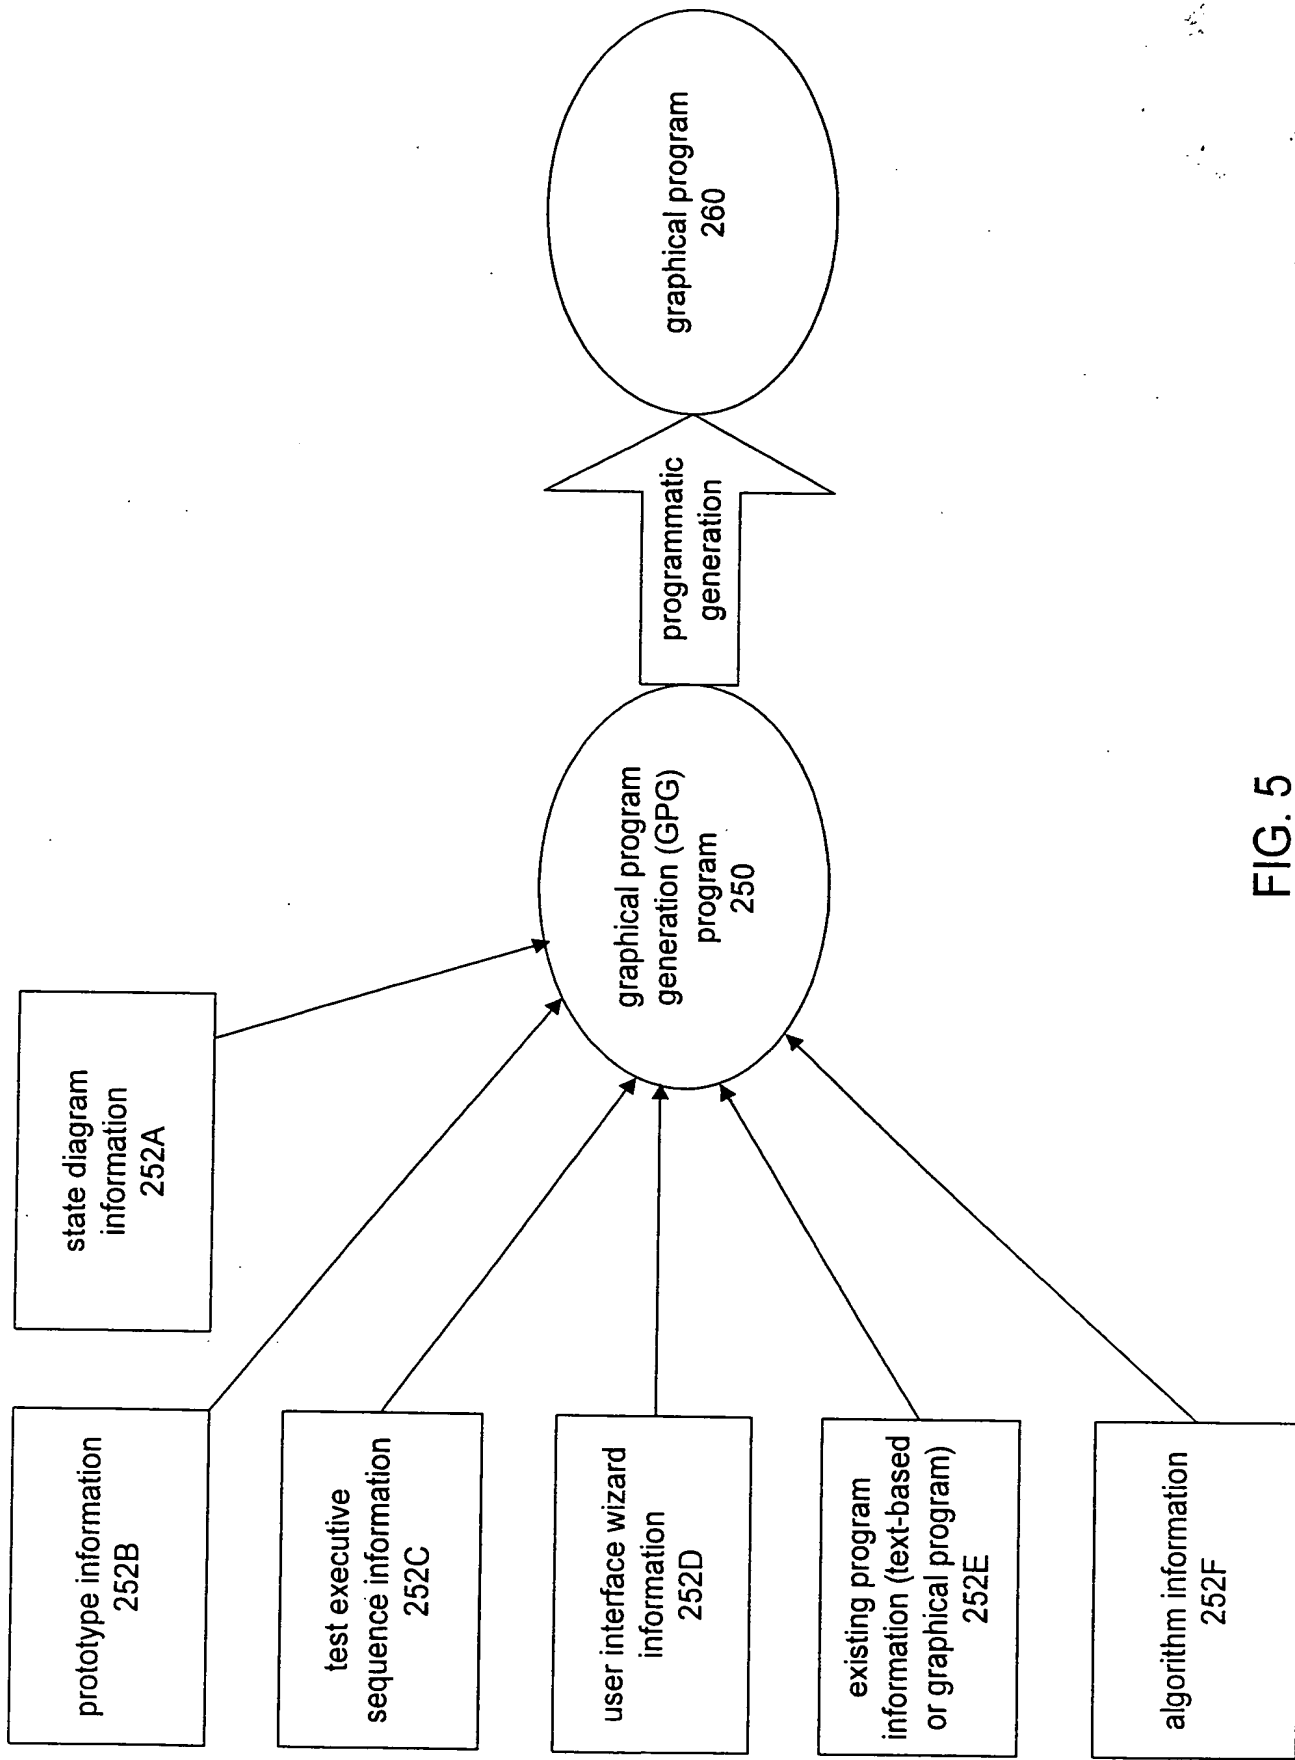 state diagram
information
252A
prototype information
252B
test executive
sequence information
252C
user interface wizard
information
252D
existing program
information (text-based
or graphical program)
252E
algorithm information
252F
graphical program
generation (GPG)
program
250
programmatic
generation
graphical program
260
FIG. 5